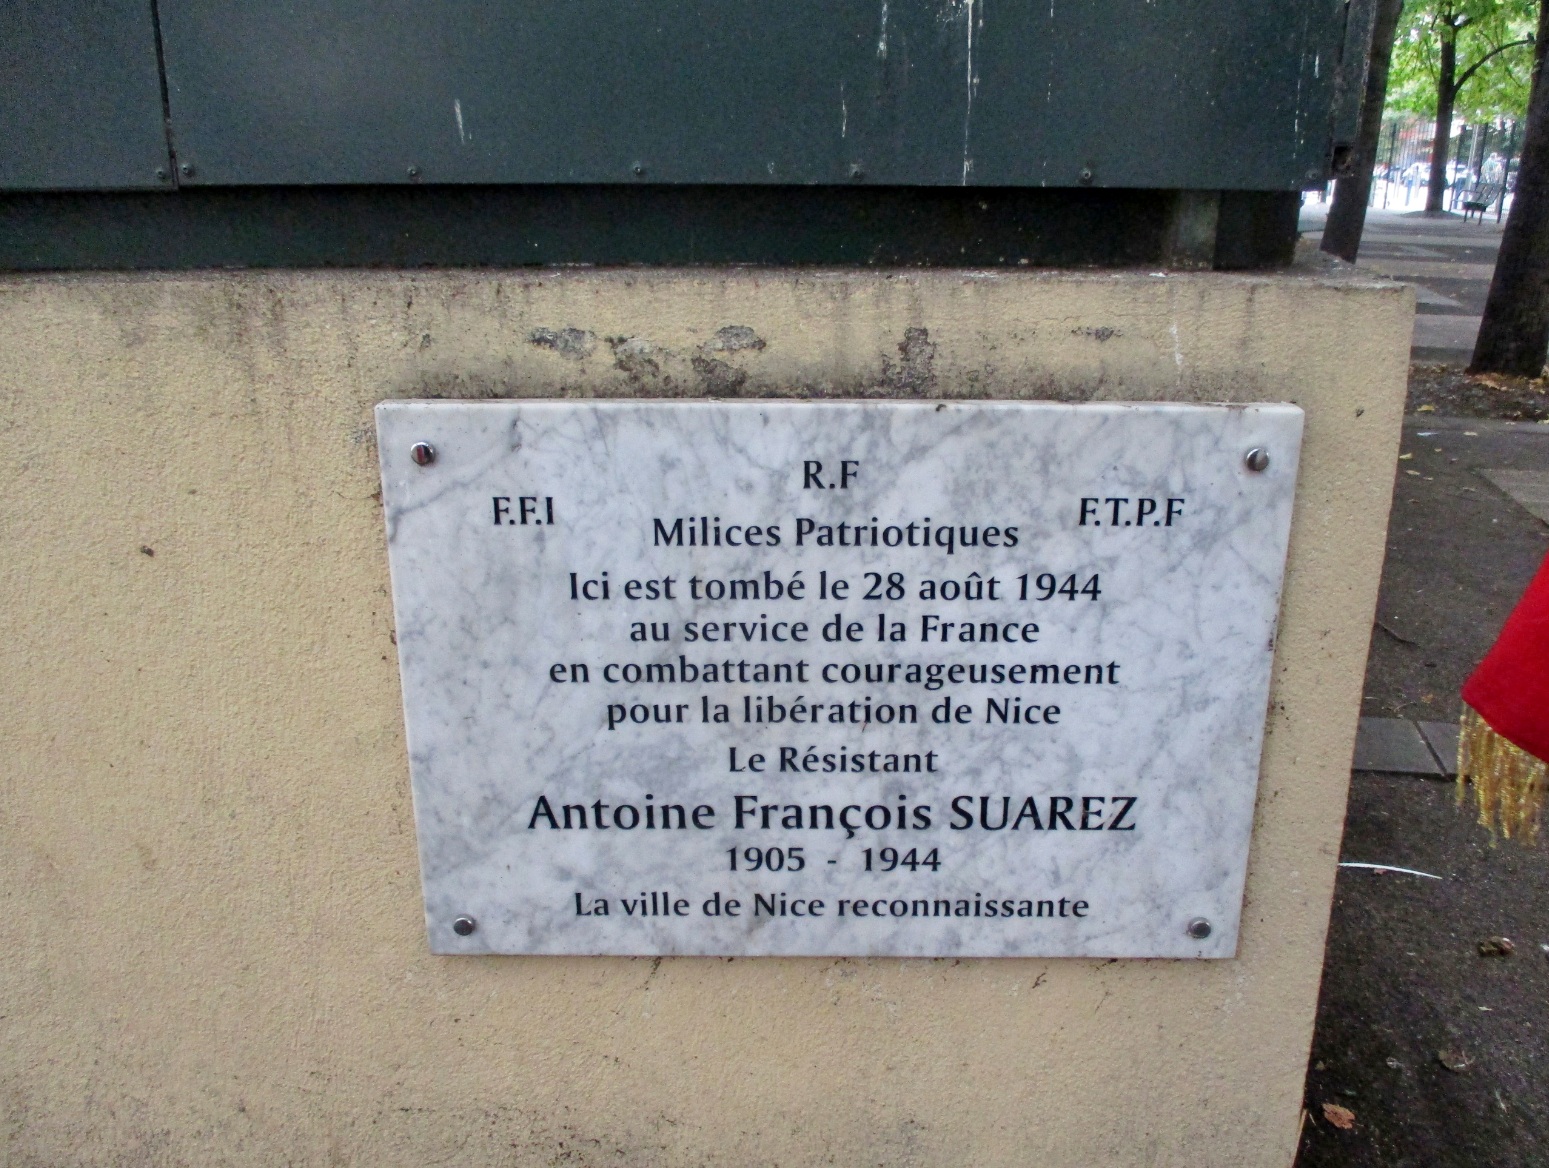 R.F
F.F.I
F.T.P.F
Milices Patriotiques
Ici est tombé le 28 août 1944
au service de la France
en combattant courageusement
pour la libération de Nice
Le Résistant
Antoine François SUAREZ
1905 - 1944
La ville de Nice reconnaissante